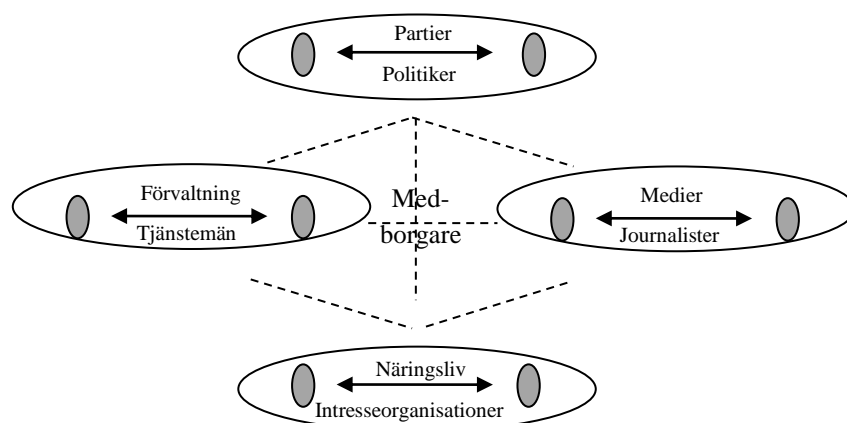 Partier
Politiker
Förvaltning
Tjänstemän
Med-
borgare
Medier
Journalister
Näringsliv
Intresseorganisationer